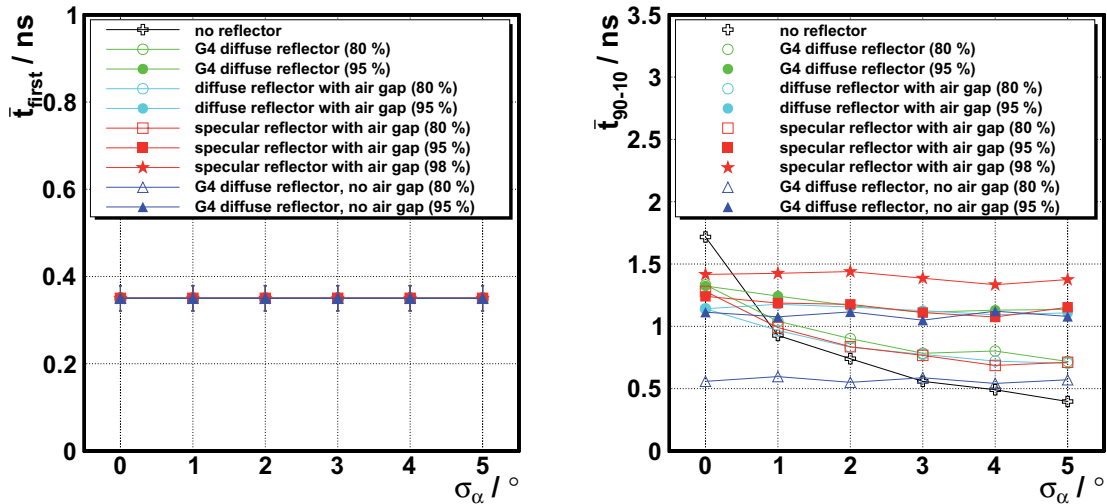 t̄first / ns
1
0.8
0.6
0.4
0.2
0
no reflector
G4 diffuse reflector (80 %)
G4 diffuse reflector (95 %)
diffuse reflector with air gap (80 %)
diffuse reflector with air gap (95 %)
specular reflector with air gap (80 %)
specular reflector with air gap (95 %)
specular reflector with air gap (98 %)
G4 diffuse reflector, no air gap (80 %)
G4 diffuse reflector, no air gap (95 %)
0 1 2 3 4 5
σα / °
t̄90-10 / ns
3.5
3
2.5
2
1.5
1
0.5
0
no reflector
G4 diffuse reflector (80 %)
G4 diffuse reflector (95 %)
diffuse reflector with air gap (80 %)
diffuse reflector with air gap (95 %)
specular reflector with air gap (80 %)
specular reflector with air gap (95 %)
specular reflector with air gap (98 %)
G4 diffuse reflector, no air gap (80 %)
G4 diffuse reflector, no air gap (95 %)
0 1 2 3 4 5
σα / °